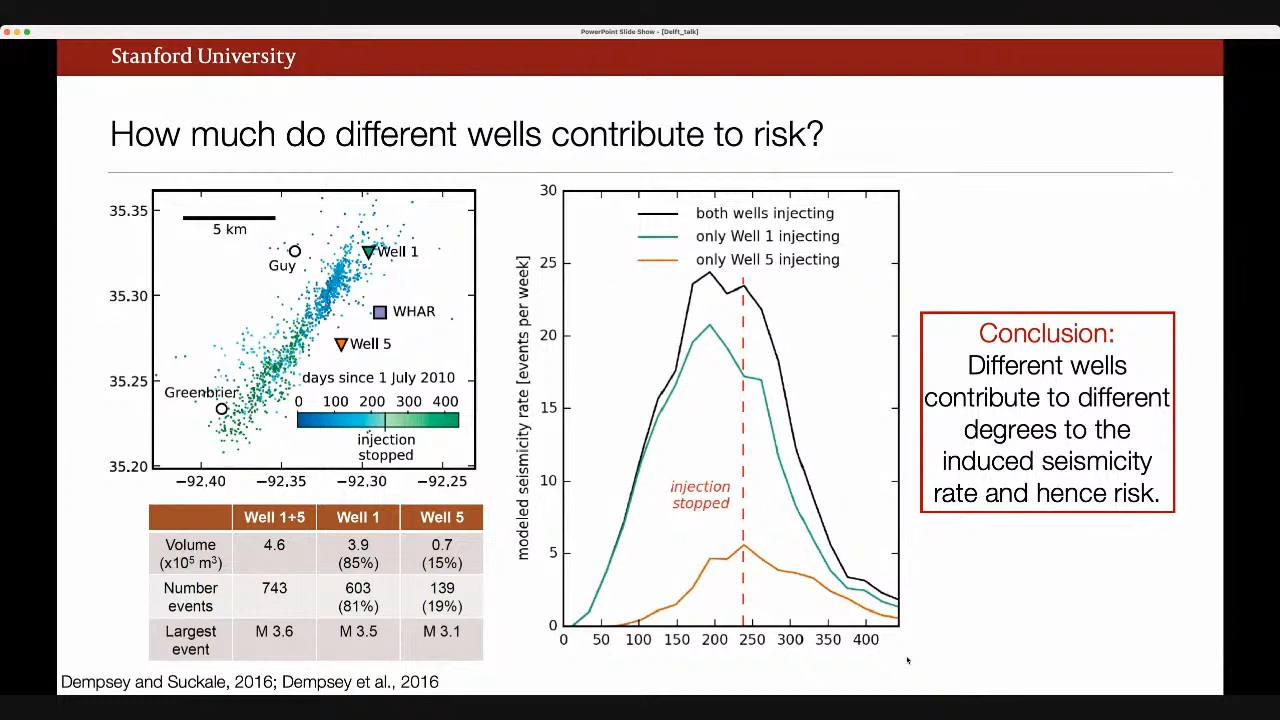 PowerPoint Slide Show - [Delft_talk]
Stanford University
How much do different wells contribute to risk?
35.35
35.30
35.25
35.20
5 km
Guy
Well 1
WHAR
Well 5
Greenbrier
days since 1 July 2010
0 100 200 300 400
injection
stopped
−92.40 −92.35 −92.30 −92.25
Well 1+5 Well 1 Well 5
Volume
(x10⁵ m³) 4.6 3.9
(85%) 0.7
(15%)
Number
events 743 603
(81%) 139
(19%)
Largest
event M 3.6 M 3.5 M 3.1
modeled seismicity rate [events per week]
30
25
20
15
10
5
0
both wells injecting
only Well 1 injecting
only Well 5 injecting
injection
stopped
0 50 100 150 200 250 300 350 400
Conclusion:
Different wells
contribute to different
degrees to the
induced seismicity
rate and hence risk.
Dempsey and Suckale, 2016; Dempsey et al., 2016